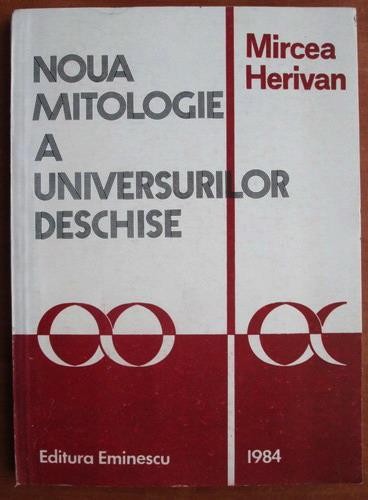 NOUA
MITOLOGIE
A
UNIVERSURILOR
DESCHISE
Mircea
Herivan
Editura Eminescu
1984